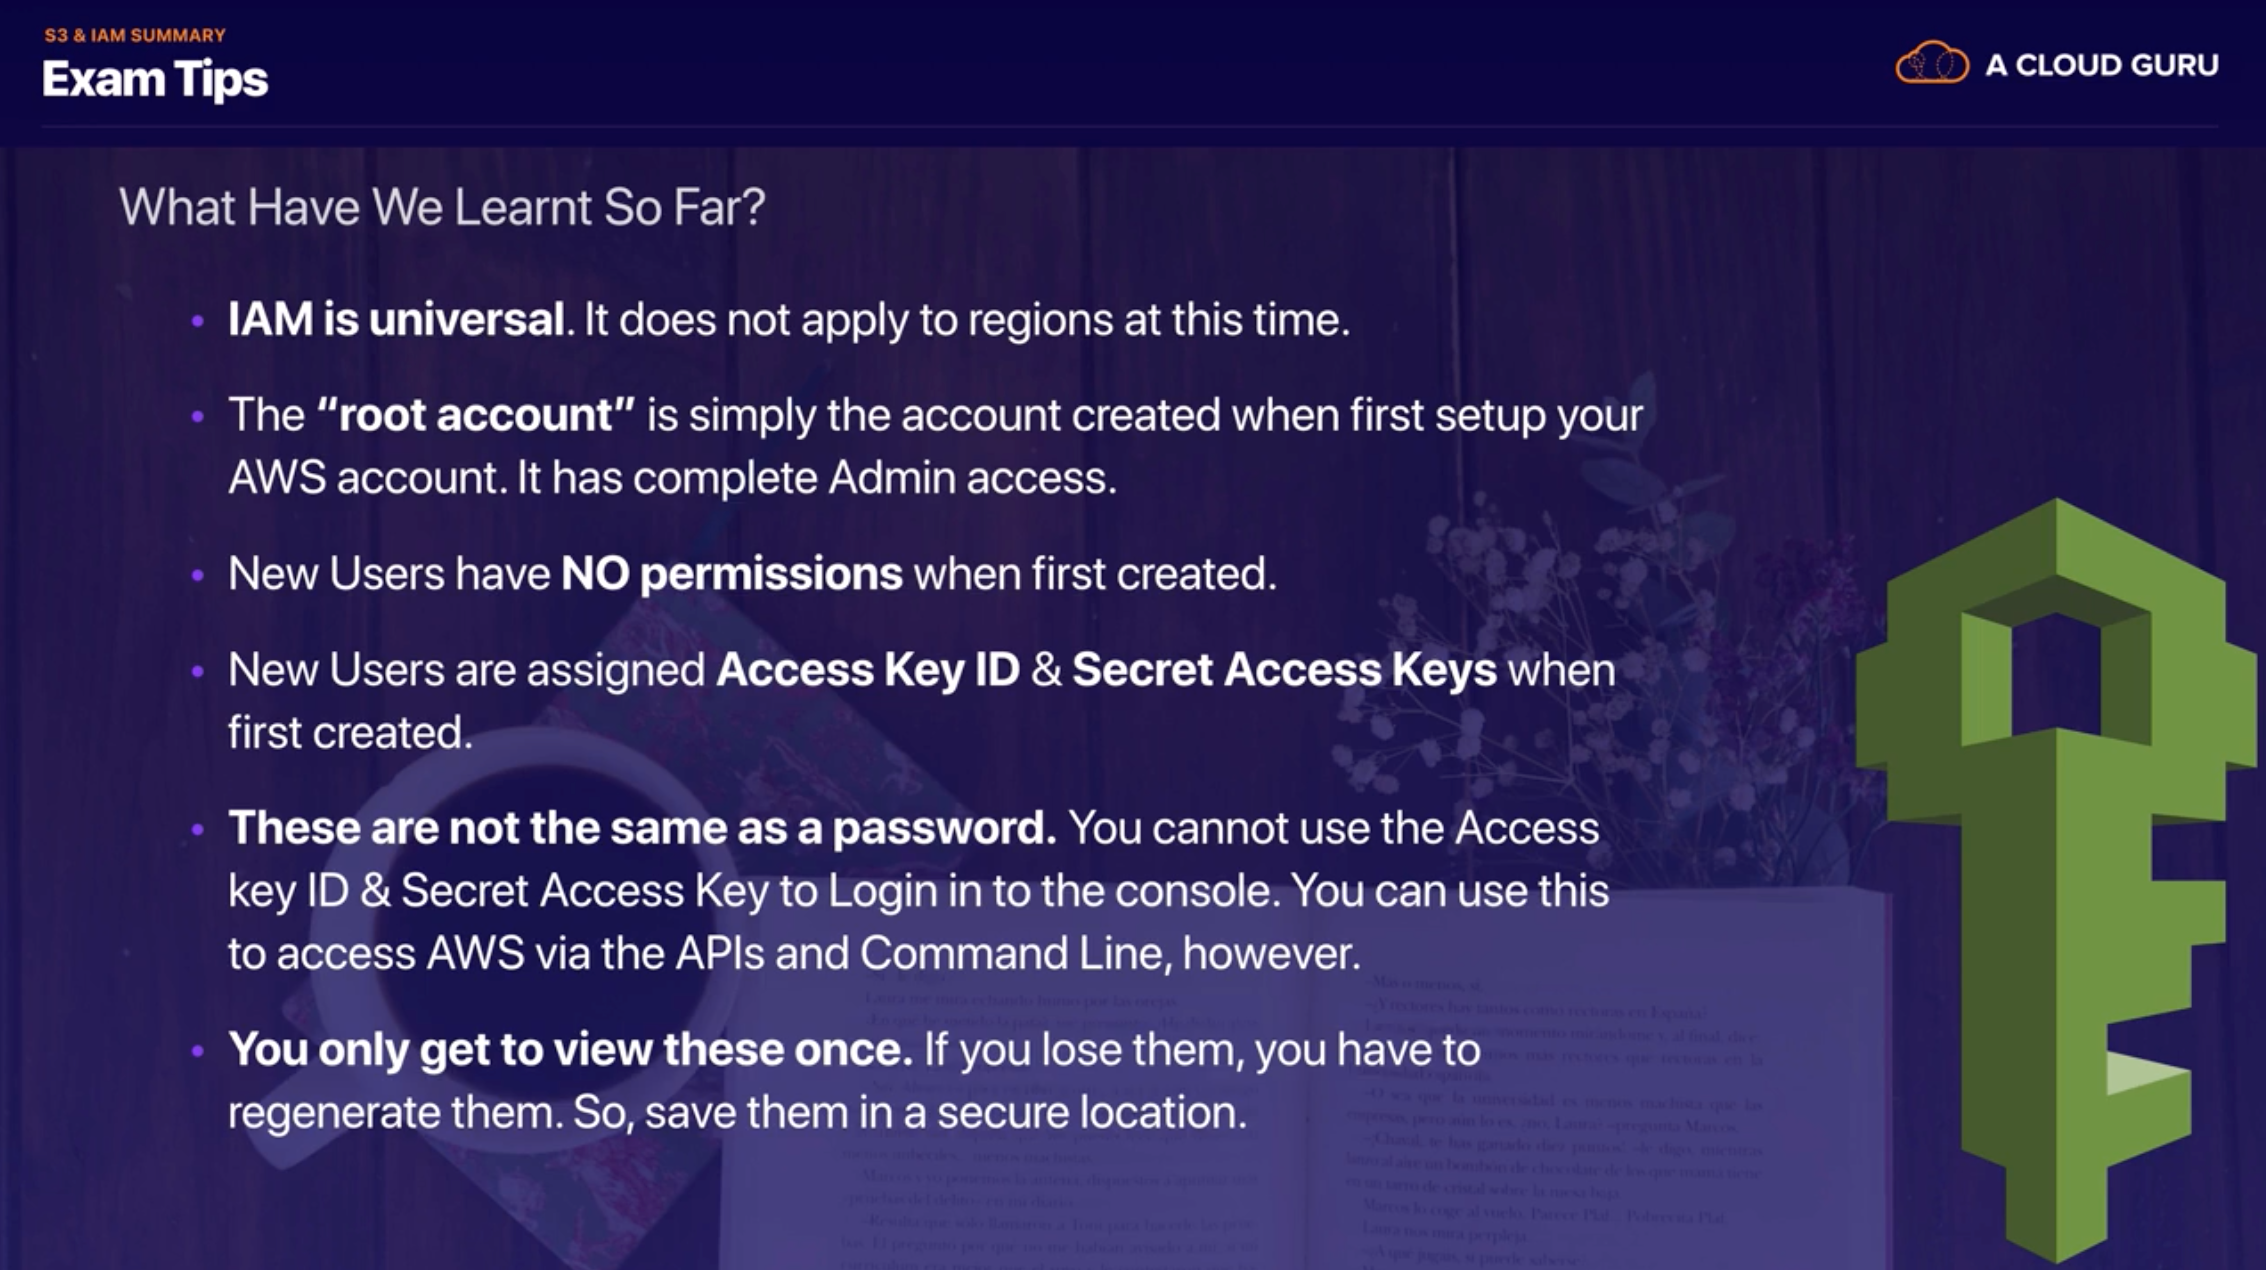 S3 & IAM SUMMARY
Exam Tips
A CLOUD GURU
What Have We Learnt So Far?
• IAM is universal. It does not apply to regions at this time.
• The “root account” is simply the account created when first setup your
AWS account. It has complete Admin access.
• New Users have NO permissions when first created.
• New Users are assigned Access Key ID & Secret Access Keys when
first created.
• These are not the same as a password. You cannot use the Access
key ID & Secret Access Key to Login in to the console. You can use this
to access AWS via the APIs and Command Line, however.
• You only get to view these once. If you lose them, you have to
regenerate them. So, save them in a secure location.